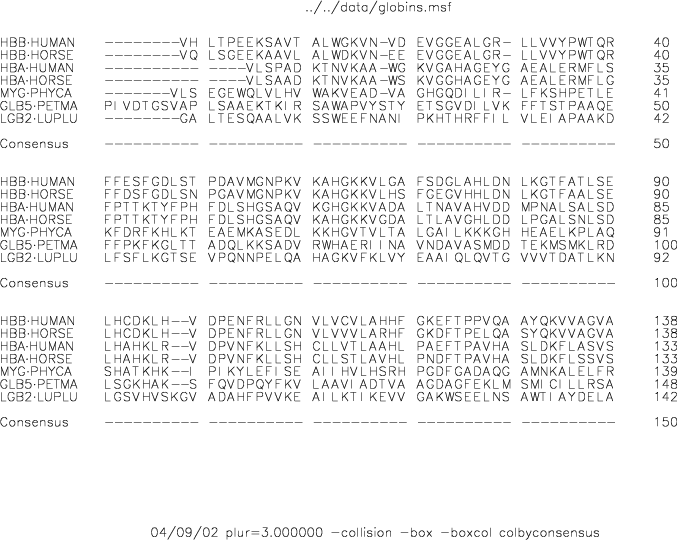 ../../data/globins.msf
HBB·HUMAN --------VH LTPEEKSAVT ALWGKVN-VD EVGGEALGR- LLVVYPWTQR 40
HBB·HORSE --------VQ LSGEEKAAVL ALWDKVN-EE EVGGEALGR- LLVVYPWTQR 40
HBA·HUMAN ---------- -----VLSPAD KTNVKAA-WG KVGAHAGEYG AEALERMFLS 35
HBA·HORSE ---------- -----VLSAAD KTNVKAA-WS KVGGHAGEYG AEALERMFLG 35
MYG·PHYCA -------VLS EGEWQLVLHV WAKVEAD-VA GHGQDILIR- LFKSHPETLE 41
GLB5·PETMA PIVDTGSVAP LSAAEKTKIR SAWAPVYSTY ETSGVDILVK FFTSTPAAQE 50
LGB2·LUPLU --------GA LTESQAALVK SSWEEFNANI PKHTHRFFIL VLEIAPAAKD 42
Consensus ---------- ---------- ---------- ---------- ---------- 50
HBB·HUMAN FFESFGDLST PDAVMGNPKV KAHGKKVLGA FSDGLAHLDN LKGTFATLSE 90
HBB·HORSE FFDSFGDLSN PGAVMGNPKV KAHGKKVLHS FGEGVHHLDN LKGTFAALSE 90
HBA·HUMAN FPTTKTYFPH FDLSHGSAQV KGHGKKVADA LTNAVAHVDD MPNALSALSD 85
HBA·HORSE FPTTKTYFPH FDLSHGSAQV KAHGKKVGDA LTLAVGHLDD LPGALSNLSD 85
MYG·PHYCA KFDRFKHLKT EAEMKASEDL KKHGVTVLTA LGAILKKKGH HEAELKPLAQ 91
GLB5·PETMA FFPKFKGLTT ADQLKKSADV RWHAERIINA VNDAVASMDD TEKMSMKLRD 100
LGB2·LUPLU LFSFLKGTSE VPQNNPELQA HAGKVFKLVY EAAIQLQVTG VVVTDATLKN 92
Consensus ---------- ---------- ---------- ---------- ---------- 100
HBB·HUMAN LHCDKLH--V DPENFRLLGN VLVCVLAHHF GKEFTPPVQA AYQKVVAGVA 138
HBB·HORSE LHCDKLH--V DPENFRLLGN VLVVVLARHF GKDFTPELQA SYQKVVAGVA 138
HBA·HUMAN LHAHKLR--V DPVNFKLLSH CLLVTLAAHL PAEFTPAVHA SLDKFLASVS 133
HBA·HORSE LHAHKLR--V DPVNFKLLSH CLLSTLAVHL PNDFTPAVHA SLDKFLSSVS 133
MYG·PHYCA SHATKHK--I PIKYLEFISE AIIHVLHSRH PGDFGADAQG AMNKALELFR 139
GLB5·PETMA LSGKHAK--S FQVDPQYFKV LAAVIADTVA AGDAGFEKLM SMICILLRSA 148
LGB2·LUPLU LGSVHVSKGV ADAHFPVVKE AILKTIKEVV GAKWSEELNS AWTIAYDELA 142
Consensus ---------- ---------- ---------- ---------- ---------- 150
04/09/02 plur=3.000000 -collision -box -boxcol colbyconsensus